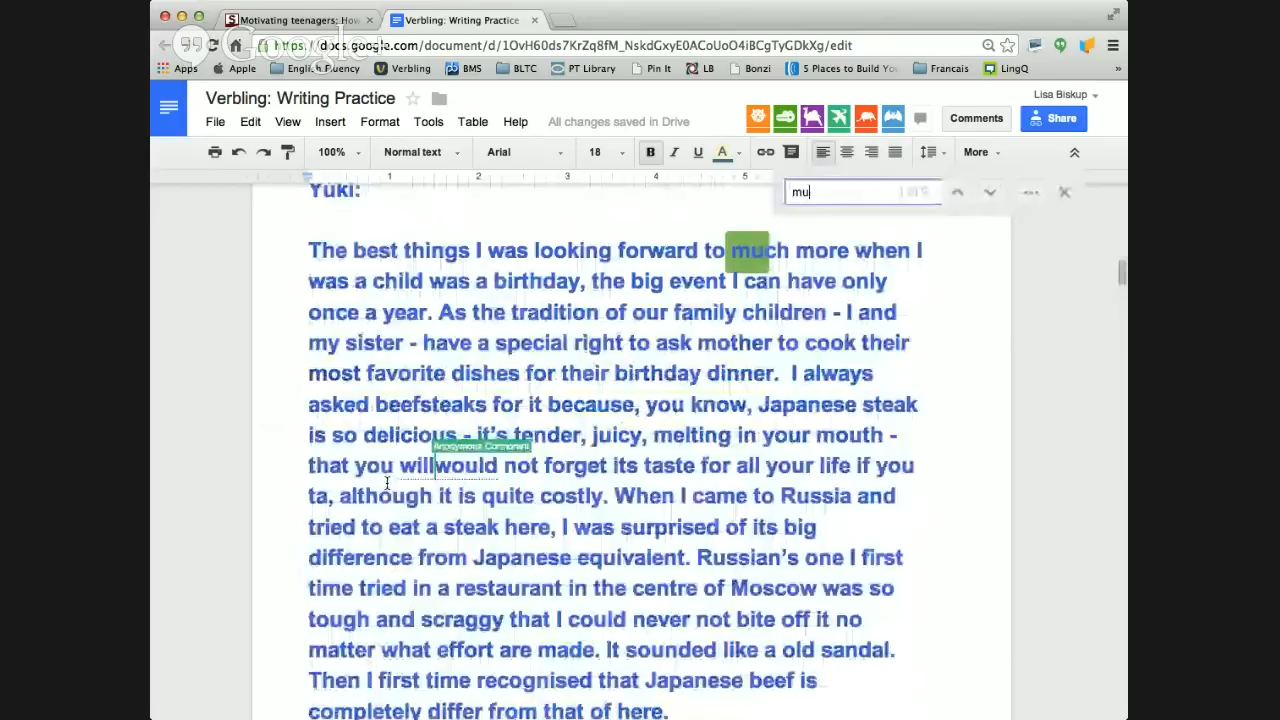 Motivating teenagers: How
Verbling: Writing Practice
https://docs.google.com/document/d/1OvH60ds7KrZq8fM_NskdGxyE0ACoUoO4iBCgTyGDkXg/edit
Google+
Apps Apple English Fluency Verbling BMS BLTC PT Library Pin It LB Bonzi 5 Places to Build You Francais LingQ »
Verbling: Writing Practice
Lisa Biskup
File Edit View Insert Format Tools Table Help All changes saved in Drive
Comments Share
100% Normal text Arial 18 B I U A More
1 2 3 4 5
mu
Yuki:
The best things I was looking forward to much more when I
was a child was a birthday, the big event I can have only
once a year. As the tradition of our family children - I and
my sister - have a special right to ask mother to cook their
most favorite dishes for their birthday dinner. I always
asked beefsteaks for it because, you know, Japanese steak
is so delicious - it's tender, juicy, melting in your mouth -
that you willwould not forget its taste for all your life if you
ta, although it is quite costly. When I came to Russia and
tried to eat a steak here, I was surprised of its big
difference from Japanese equivalent. Russian's one I first
time tried in a restaurant in the centre of Moscow was so
tough and scraggy that I could never not bite off it no
matter what effort are made. It sounded like a old sandal.
Then I first time recognised that Japanese beef is
completely differ from that of here.